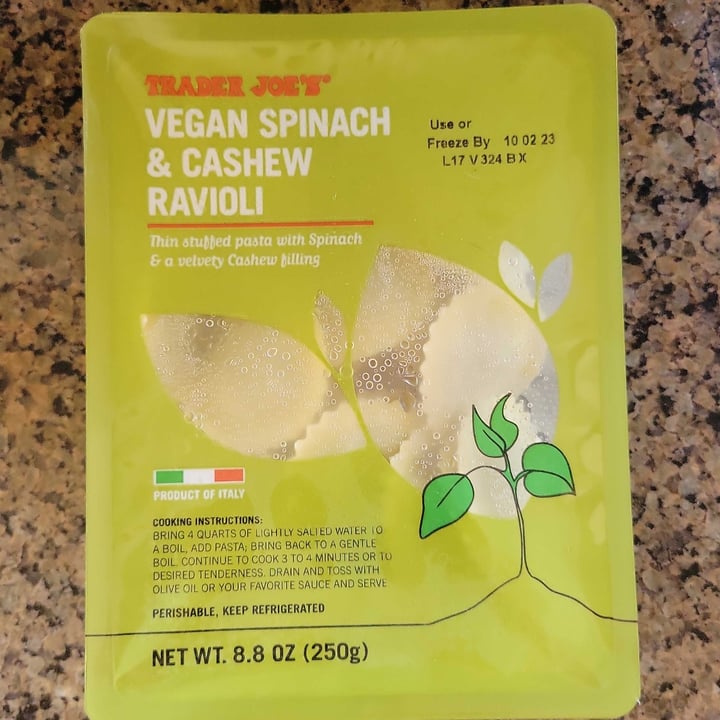 TRADER JOE'S®
VEGAN SPINACH
& CASHEW
RAVIOLI
Thin stuffed pasta with Spinach
& a velvety Cashew filling
Use or
Freeze By 10 02 23
L17 V 324 B X
PRODUCT OF ITALY
COOKING INSTRUCTIONS:
BRING 4 QUARTS OF LIGHTLY SALTED WATER TO
A BOIL, ADD PASTA; BRING BACK TO A GENTLE
BOIL. CONTINUE TO COOK 3 TO 4 MINUTES OR TO
DESIRED TENDERNESS. DRAIN AND TOSS WITH
OLIVE OIL OR YOUR FAVORITE SAUCE AND SERVE
PERISHABLE, KEEP REFRIGERATED
NET WT. 8.8 OZ (250g)